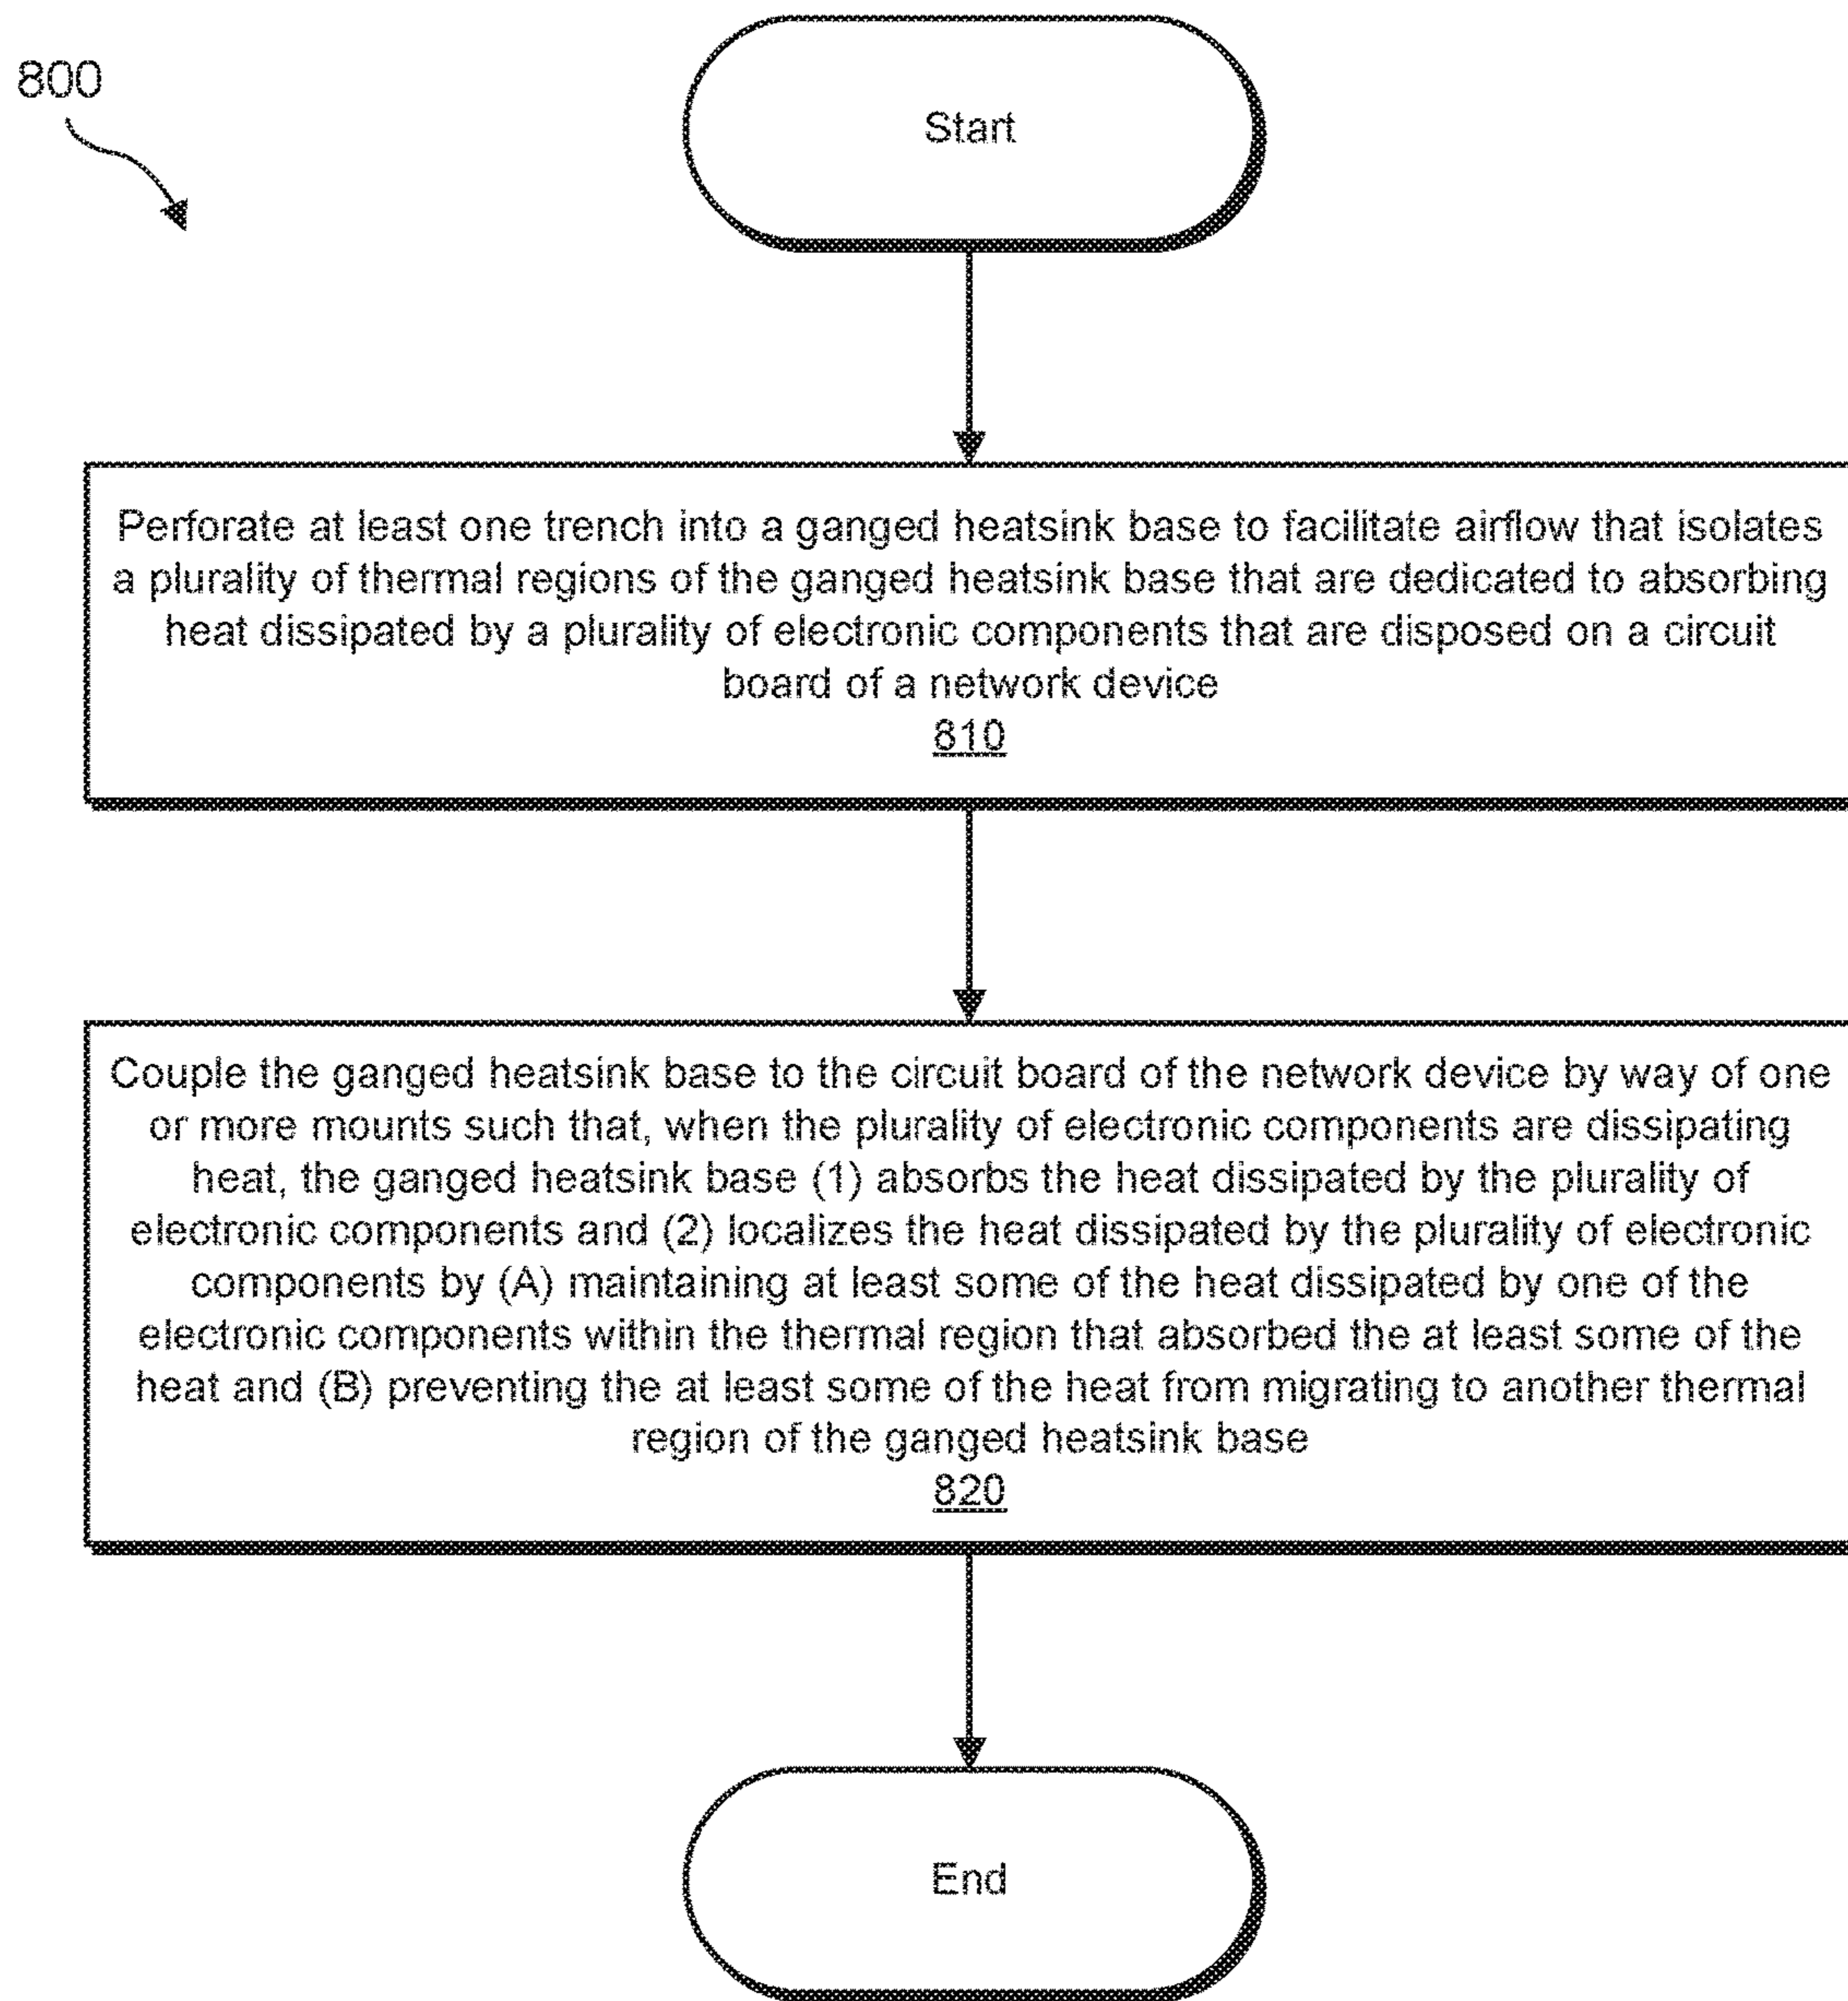 800
Start
Perforate at least one trench into a ganged heatsink base to facilitate airflow that isolates
a plurality of thermal regions of the ganged heatsink base that are dedicated to absorbing
heat dissipated by a plurality of electronic components that are disposed on a circuit
board of a network device
810
Couple the ganged heatsink base to the circuit board of the network device by way of one
or more mounts such that, when the plurality of electronic components are dissipating
heat, the ganged heatsink base (1) absorbs the heat dissipated by the plurality of
electronic components and (2) localizes the heat dissipated by the plurality of electronic
components by (A) maintaining at least some of the heat dissipated by one of the
electronic components within the thermal region that absorbed the at least some of the
heat and (B) preventing the at least some of the heat from migrating to another thermal
region of the ganged heatsink base
820
End